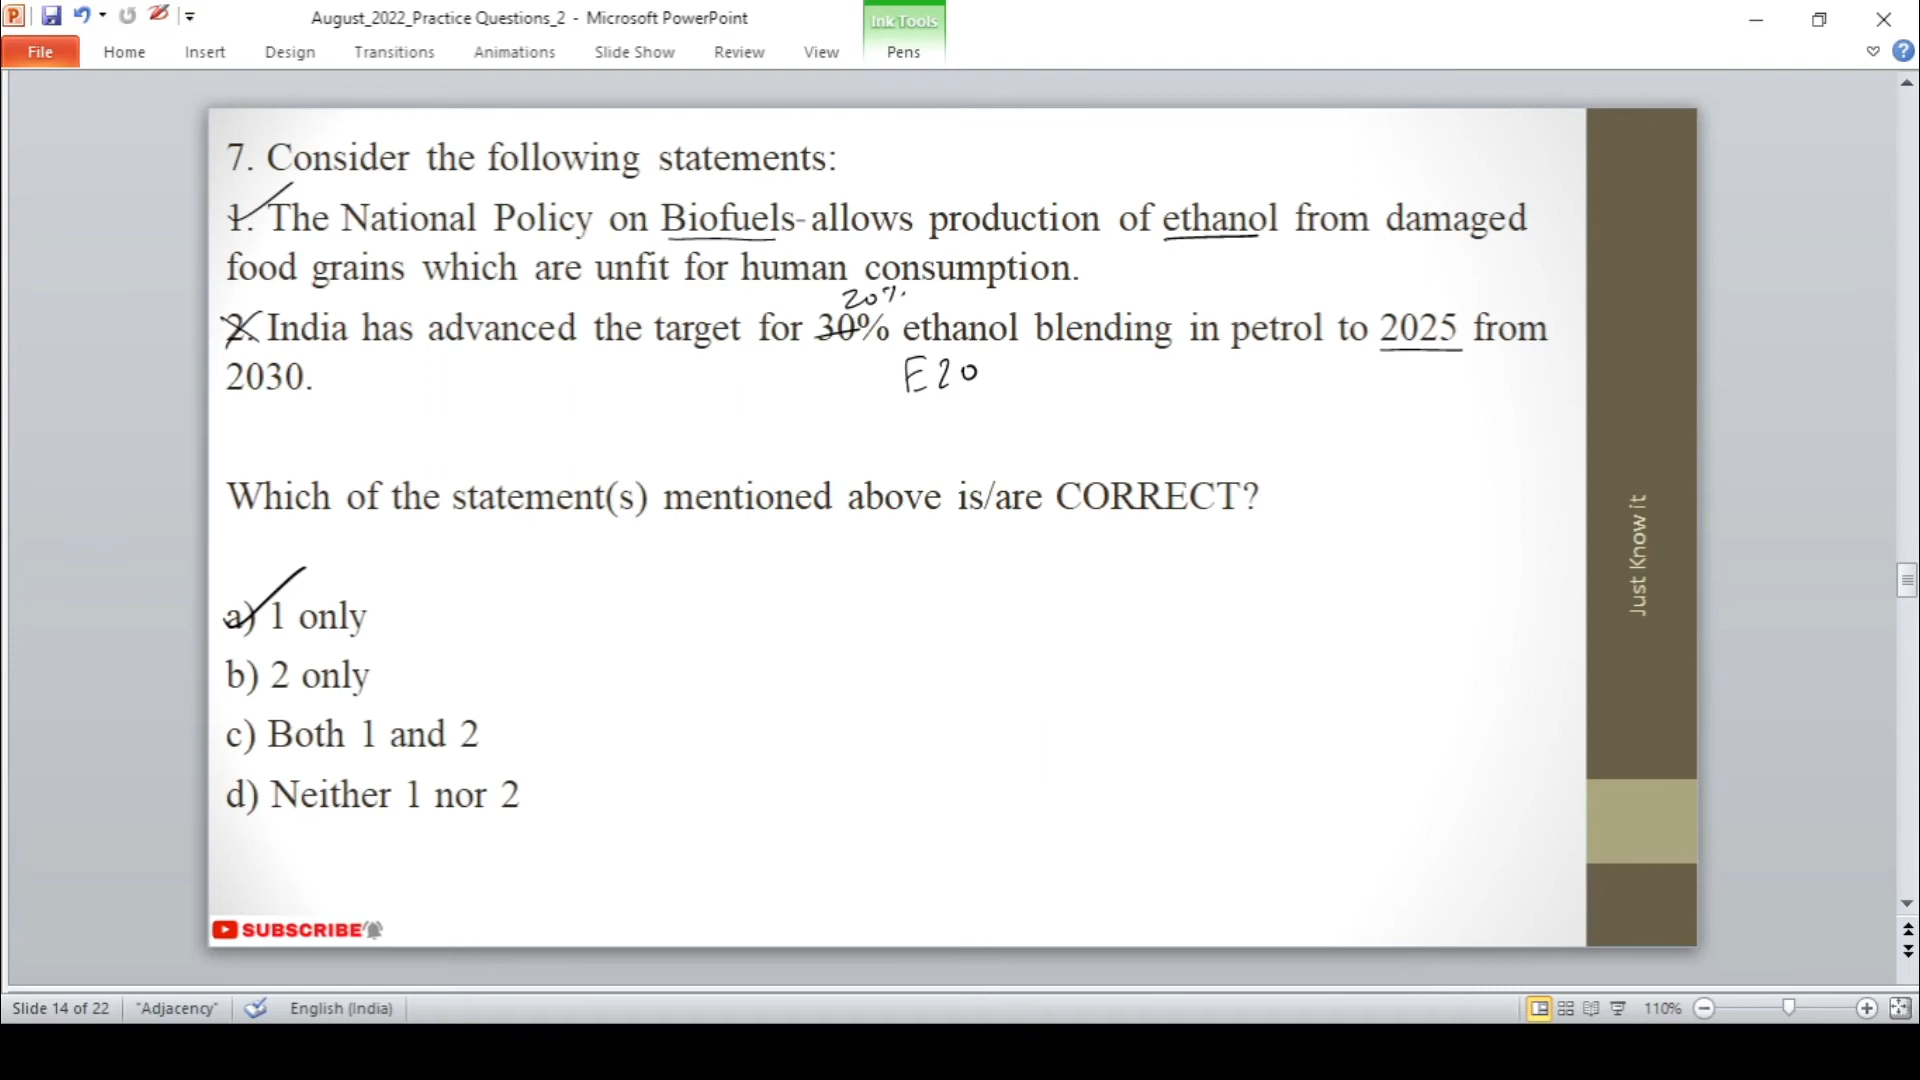 August_2022_Practice Questions_2 - Microsoft PowerPoint
Ink Tools
File Home Insert Design Transitions Animations Slide Show Review View Pens
7. Consider the following statements:
1. The National Policy on Biofuels-allows production of ethanol from damaged
food grains which are unfit for human consumption.
20%
2. India has advanced the target for 30% ethanol blending in petrol to 2025 from
2030.
E20
Which of the statement(s) mentioned above is/are CORRECT?
a) 1 only
b) 2 only
c) Both 1 and 2
d) Neither 1 nor 2
Just Know it
SUBSCRIBE
Slide 14 of 22 "Adjacency" English (India) 110%